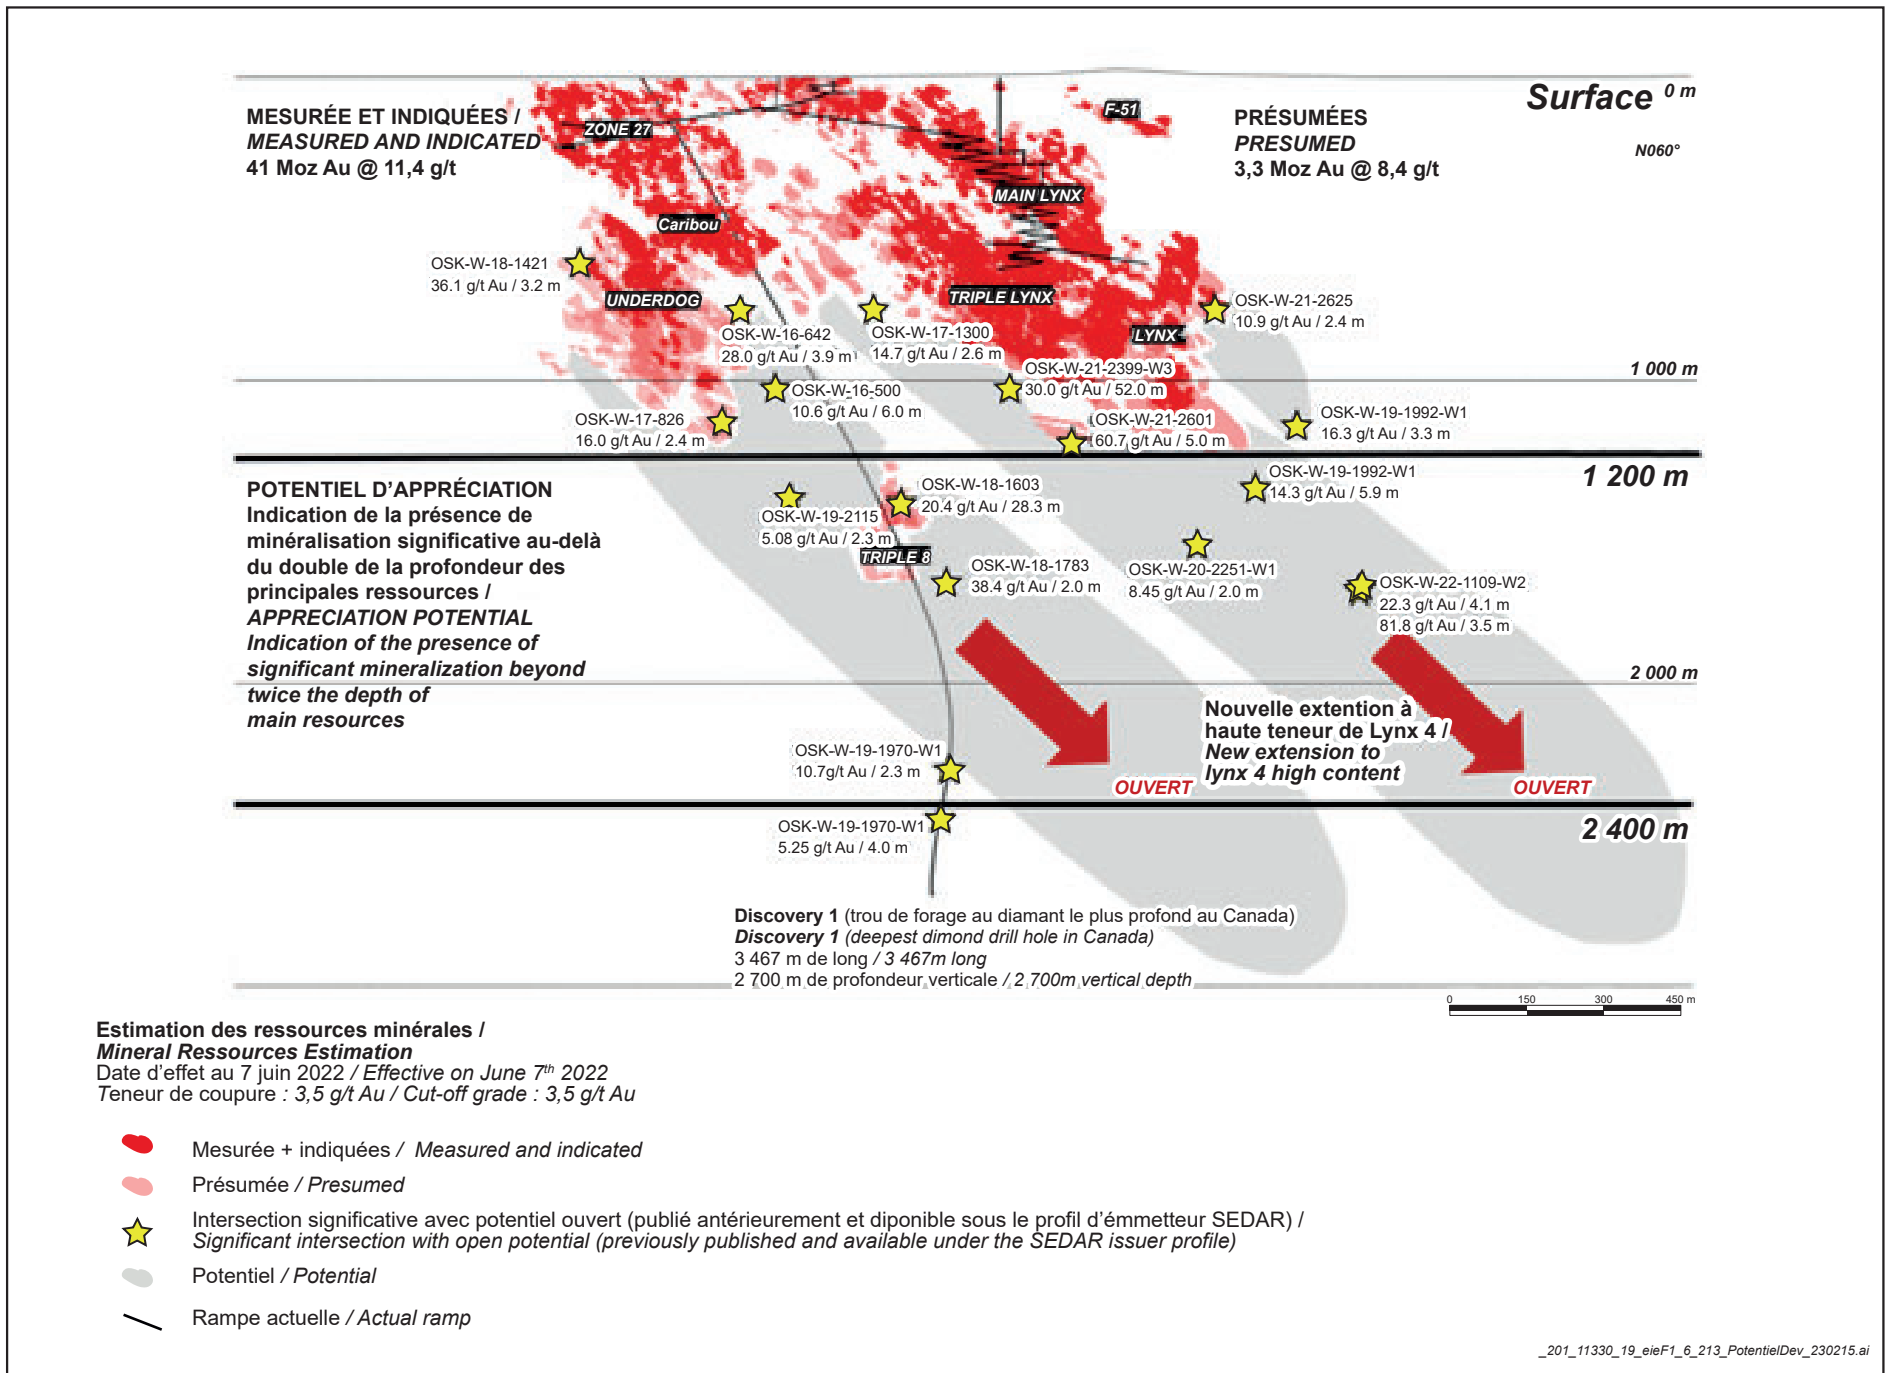 Surface 0 m
N060°
MESURÉE ET INDIQUÉES /
MEASURED AND INDICATED
41 Moz Au @ 11,4 g/t
PRÉSUMÉES
PRESUMED
3,3 Moz Au @ 8,4 g/t
ZONE 27
F-51
MAIN LYNX
Caribou
UNDERDOG
TRIPLE LYNX
LYNX
OSK-W-18-1421
36.1 g/t Au / 3.2 m
OSK-W-16-642
28.0 g/t Au / 3.9 m
OSK-W-17-1300
14.7 g/t Au / 2.6 m
OSK-W-21-2625
10.9 g/t Au / 2.4 m
1 000 m
OSK-W-21-2399-W3
30.0 g/t Au / 52.0 m
OSK-W-16-500
10.6 g/t Au / 6.0 m
OSK-W-17-826
16.0 g/t Au / 2.4 m
OSK-W-21-2601
60.7 g/t Au / 5.0 m
OSK-W-19-1992-W1
16.3 g/t Au / 3.3 m
1 200 m
OSK-W-19-1992-W1
14.3 g/t Au / 5.9 m
POTENTIEL D'APPRÉCIATION
Indication de la présence de
minéralisation significative au-delà
du double de la profondeur des
principales ressources /
APPRECIATION POTENTIAL
Indication of the presence of
significant mineralization beyond
twice the depth of
main resources
OSK-W-18-1603
20.4 g/t Au / 28.3 m
OSK-W-19-2115
5.08 g/t Au / 2.3 m
TRIPLE 8
OSK-W-18-1783
38.4 g/t Au / 2.0 m
OSK-W-20-2251-W1
8.45 g/t Au / 2.0 m
OSK-W-22-1109-W2
22.3 g/t Au / 4.1 m
81.8 g/t Au / 3.5 m
2 000 m
Nouvelle extention à
haute teneur de Lynx 4 /
New extension to
lynx 4 high content
OUVERT
OUVERT
OSK-W-19-1970-W1
10.7g/t Au / 2.3 m
2 400 m
OSK-W-19-1970-W1
5.25 g/t Au / 4.0 m
Discovery 1 (trou de forage au diamant le plus profond au Canada)
Discovery 1 (deepest dimond drill hole in Canada)
3 467 m de long / 3 467m long
2 700 m de profondeur verticale / 2 700m vertical depth
0 150 300 450 m
Estimation des ressources minérales /
Mineral Ressources Estimation
Date d'effet au 7 juin 2022 / Effective on June 7th 2022
Teneur de coupure : 3,5 g/t Au / Cut-off grade : 3,5 g/t Au
Mesurée + indiquées / Measured and indicated
Présumée / Presumed
Intersection significative avec potentiel ouvert (publié antérieurement et diponible sous le profil d'émmetteur SEDAR) /
Significant intersection with open potential (previously published and available under the SEDAR issuer profile)
Potentiel / Potential
Rampe actuelle / Actual ramp
_201_11330_19_eieF1_6_213_PotentielDev_230215.ai